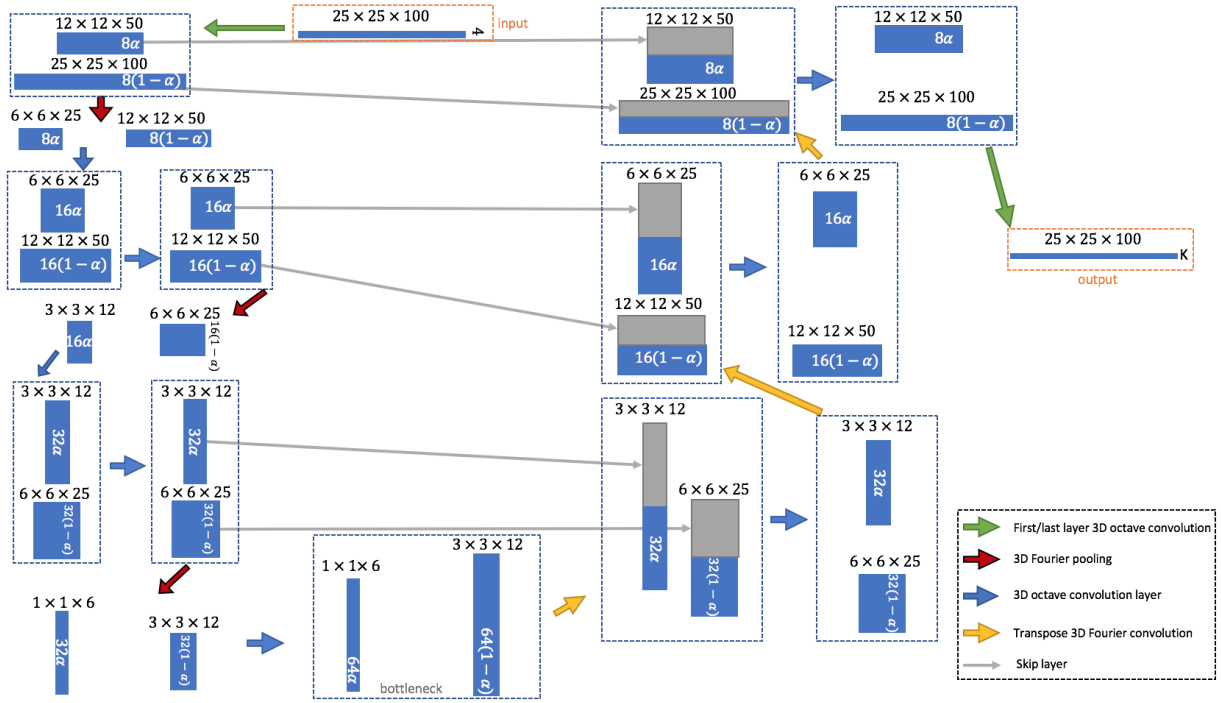 25 × 25 × 100
4
input
12 × 12 × 50
8α
25 × 25 × 100
8(1−α)
6 × 6 × 25
8α
12 × 12 × 50
8(1−α)
6 × 6 × 25
16α
12 × 12 × 50
16(1−α)
6 × 6 × 25
16α
12 × 12 × 50
16(1−α)
3 × 3 × 12
16α
6 × 6 × 25
16(1−α)
3 × 3 × 12
32α
6 × 6 × 25
32(1−α)
3 × 3 × 12
32α
6 × 6 × 25
32(1−α)
1 × 1 × 6
32α
3 × 3 × 12
32(1−α)
1 × 1 × 6
64α
3 × 3 × 12
64(1−α)
bottleneck
3 × 3 × 12
32α
6 × 6 × 25
32(1−α)
3 × 3 × 12
32α
6 × 6 × 25
32(1−α)
6 × 6 × 25
16α
12 × 12 × 50
16(1−α)
6 × 6 × 25
16α
12 × 12 × 50
16(1−α)
12 × 12 × 50
8α
25 × 25 × 100
8(1−α)
12 × 12 × 50
8α
25 × 25 × 100
8(1−α)
25 × 25 × 100
K
output
First/last layer 3D octave convolution
3D Fourier pooling
3D octave convolution layer
Transpose 3D Fourier convolution
Skip layer